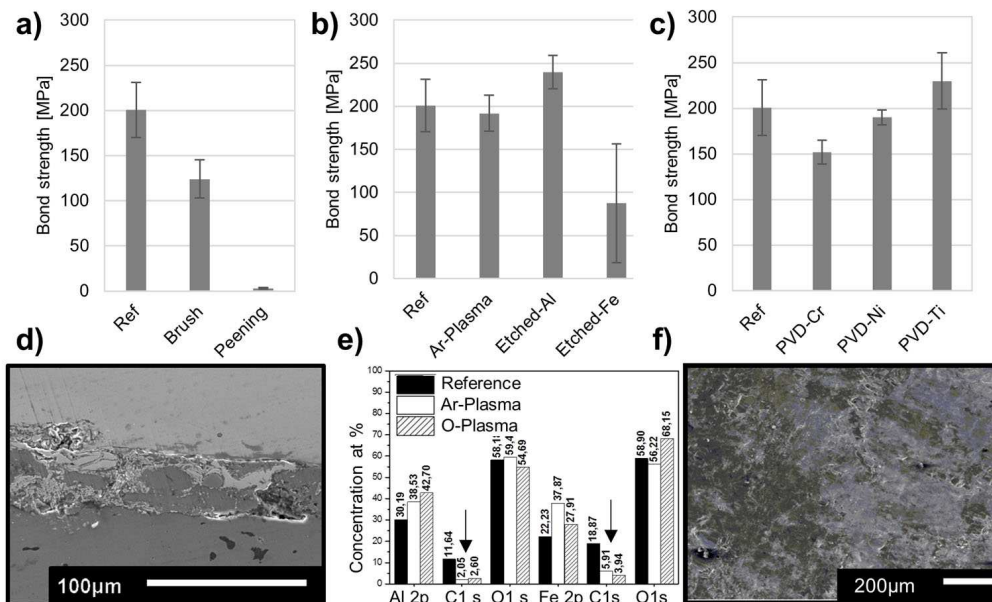 a)
300
250
200
150
100
50
0
Bond strength [MPa]
Ref
Brush
Peening
b)
300
250
200
150
100
50
0
Bond strength [MPa]
Ref
Ar-Plasma
Etched-Al
Etched-Fe
c)
300
250
200
150
100
50
0
Bond strength [MPa]
Ref
PVD-Cr
PVD-Ni
PVD-Ti
d)
100µm
e)
100
90
80
70
60
50
40
30
20
10
0
Concentration at %
Reference
Ar-Plasma
O-Plasma
30,19
38,53
42,70
11,64
2,05
2,60
58,1
59,4
54,69
22,23
37,87
27,91
18,87
5,91
3,94
58,90
56,22
68,15
Al 2p
C1 s
O1 s
Fe 2p
C1s
O1s
f)
200µm